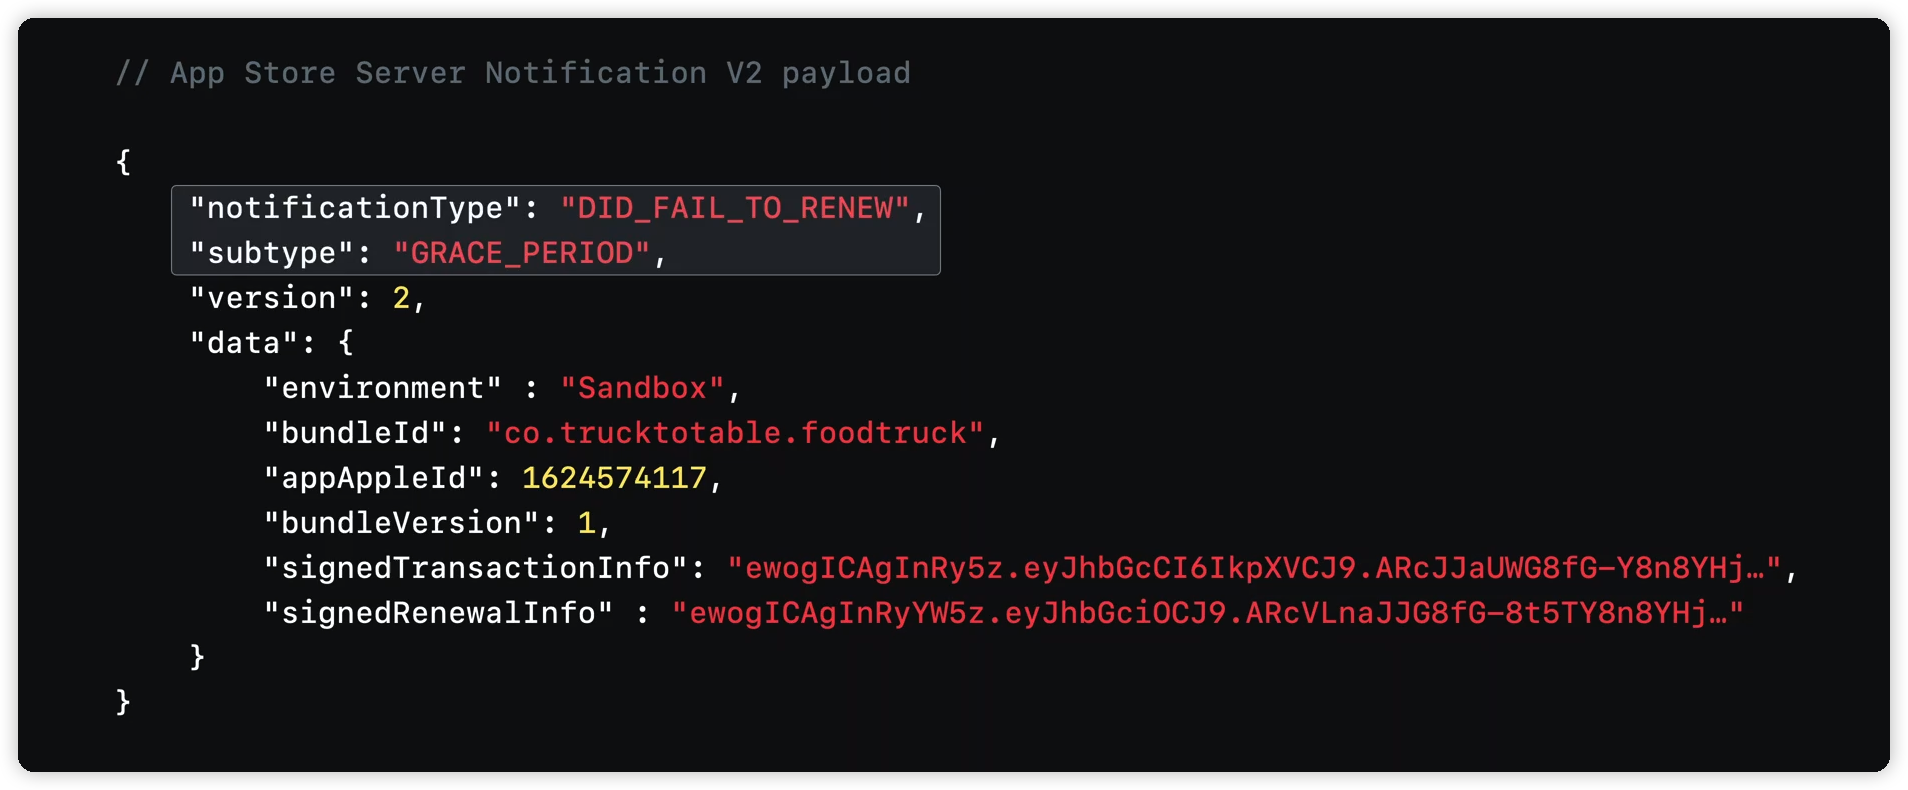 // App Store Server Notification V2 payload
{
"notificationType": "DID_FAIL_TO_RENEW",
"subtype": "GRACE_PERIOD",
"version": 2,
"data": {
"environment" : "Sandbox",
"bundleId": "co.trucktotable.foodtruck",
"appAppleId": 1624574117,
"bundleVersion": 1,
"signedTransactionInfo": "ewogICAgInRy5z.eyJhbGcCI6IkpXVCJ9.ARcJJaUWG8fG-Y8n8YHj…",
"signedRenewalInfo" : "ewogICAgInRyYW5z.eyJhbGciOCJ9.ARcVLnaJJG8fG-8t5TY8n8YHj…"
}
}